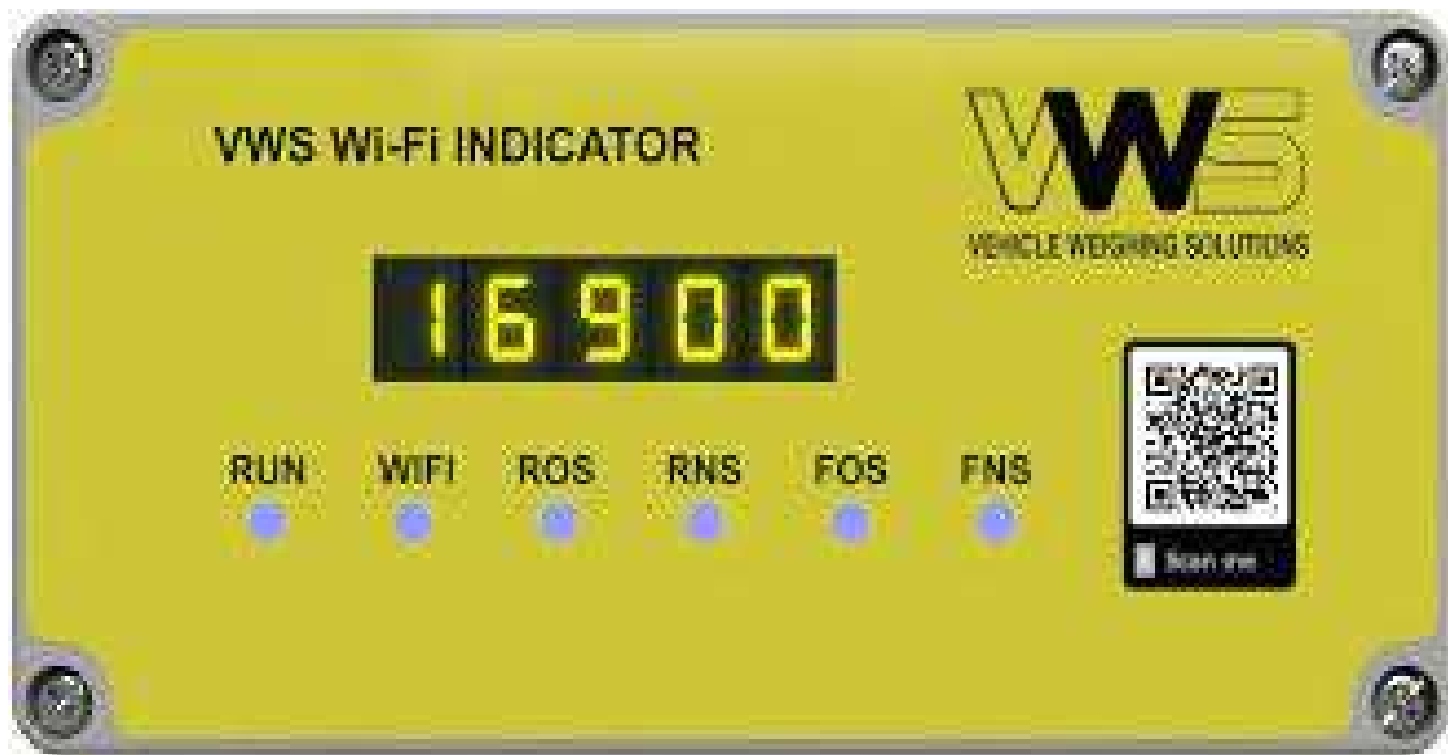 VWS Wi-Fi INDICATOR
VWS
VEHICLE WEIGHING SOLUTIONS
16900
RUN WIFI ROS RNS FOS FNS
Scan me